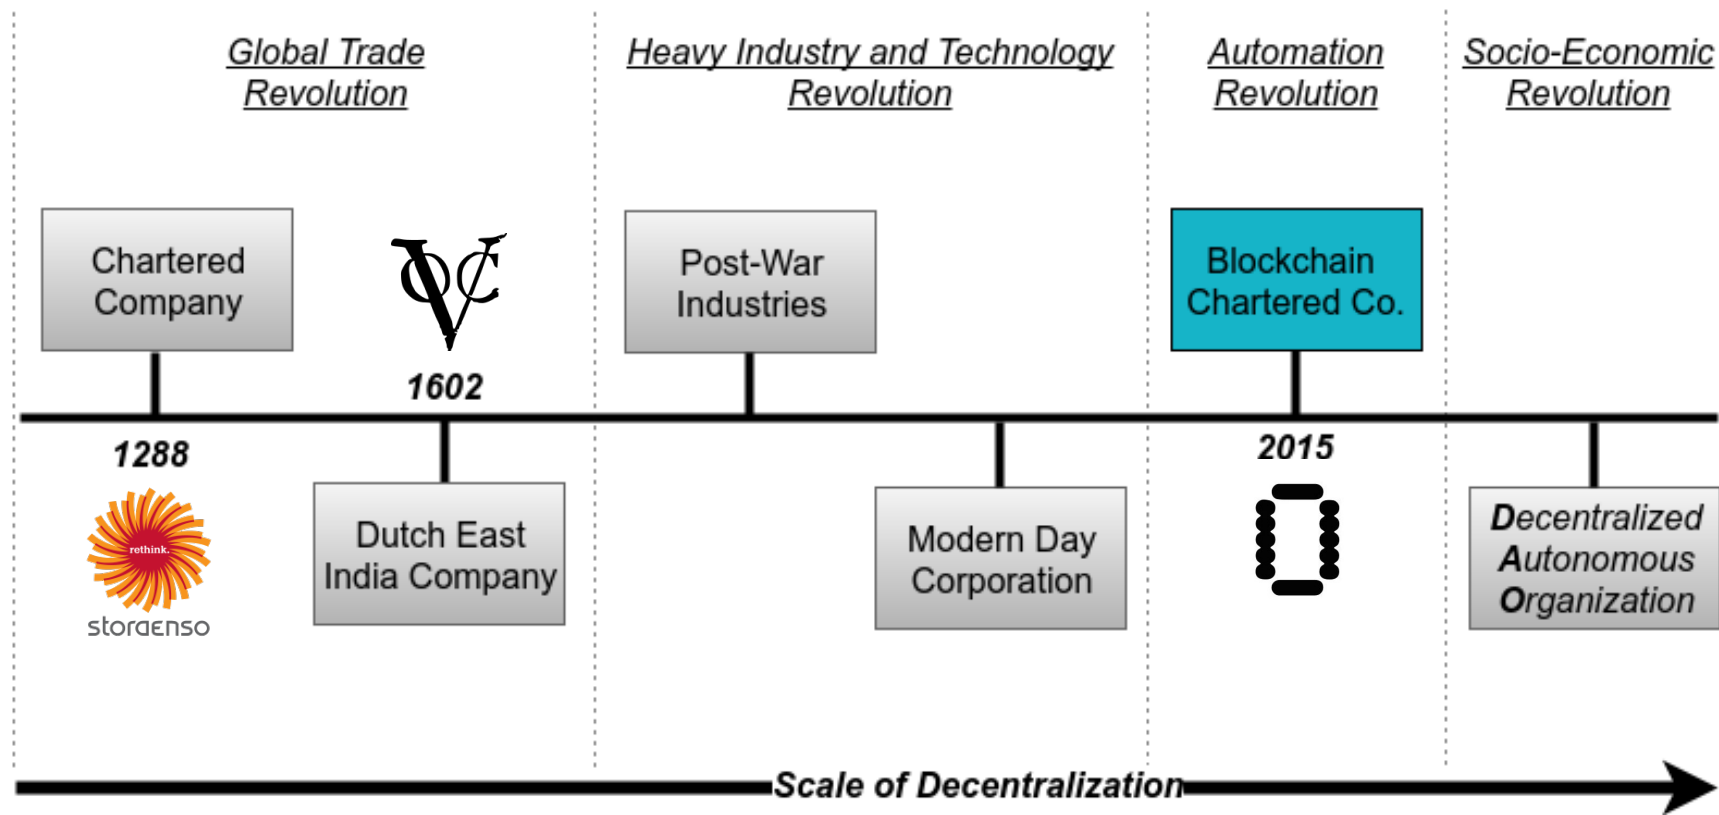 Global Trade
Revolution
Heavy Industry and Technology
Revolution
Automation
Revolution
Socio-Economic
Revolution
Chartered
Company
VOC
Post-War
Industries
Blockchain
Chartered Co.
1602
1288
2015
rethink.
storaenso
Dutch East
India Company
Modern Day
Corporation
0
Decentralized
Autonomous
Organization
Scale of Decentralization